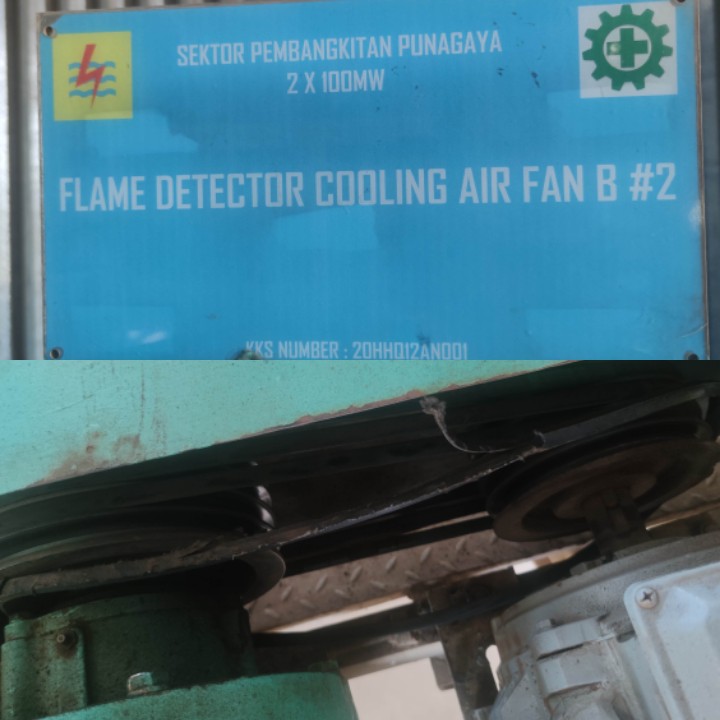 SEKTOR PEMBANGKITAN PUNAGAYA
2 X 100MW
FLAME DETECTOR COOLING AIR FAN B #2
KKS NUMBER : 20HHQ12AN001